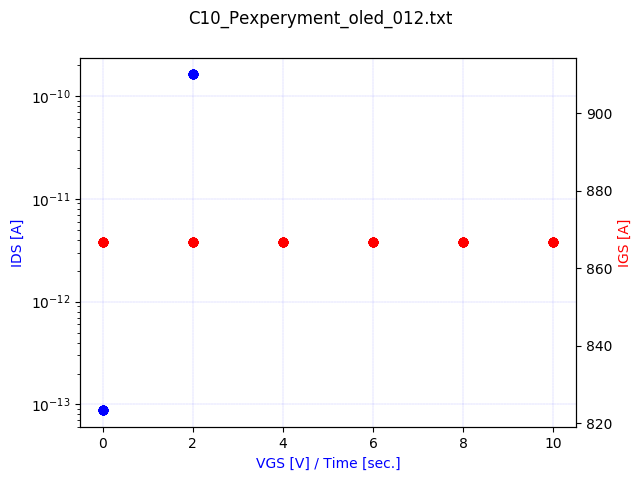 C10_Pexperyment_oled_012.txt
IDS [A]
10⁻¹⁰
10⁻¹¹
10⁻¹²
10⁻¹³
900
880
860
840
820
IGS [A]
0 2 4 6 8 10
VGS [V] / Time [sec.]